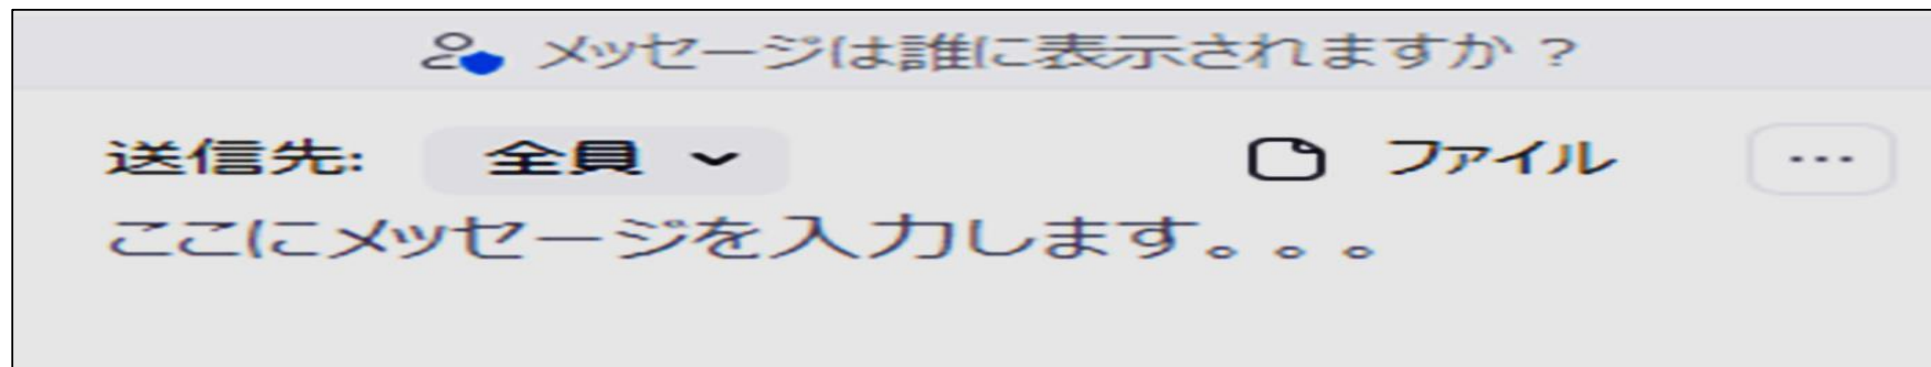 メッセージは誰に表示されますか？
送信先: 全員 ファイル ...
ここにメッセージを入力します。。。